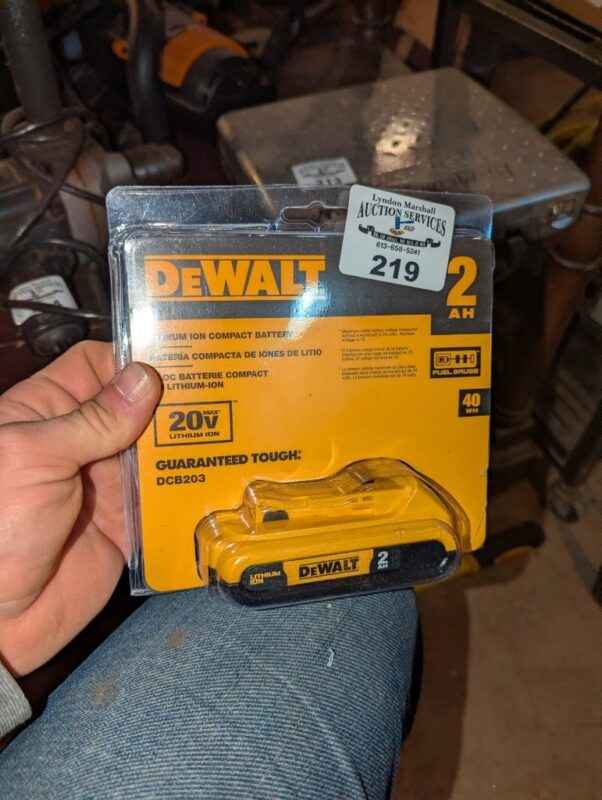 Lyndon Marshall
AUCTION SERVICES
613-658-5241
219
DEWALT
2
AH
LITHIUM ION COMPACT BATTERY
BATERIA COMPACTA DE IONES DE LITIO
BLOC BATTERIE COMPACT
LITHIUM-ION
FUEL GAUGE
40
WH
20V MAX
LITHIUM ION
GUARANTEED TOUGH.
DCB203
LITHIUM
ION
DEWALT
2
AH